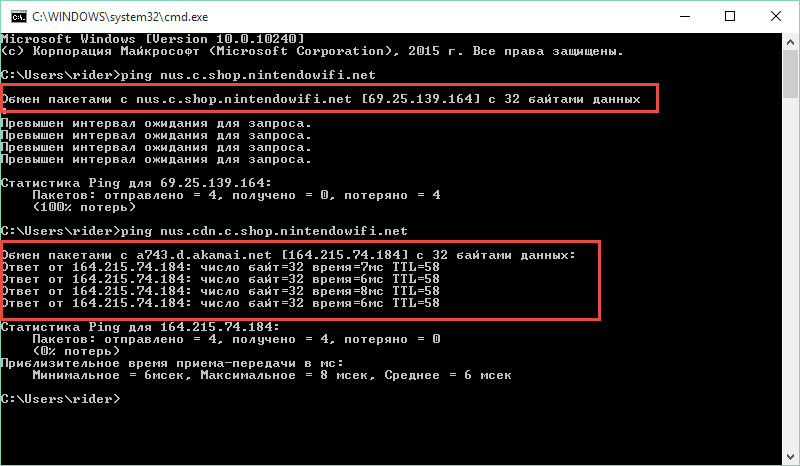 C:\WINDOWS\system32\cmd.exe
Microsoft Windows [Version 10.0.10240]
(c) Корпорация Майкрософт (Microsoft Corporation), 2015 г. Все права защищены.
C:\Users\rider>ping nus.c.shop.nintendowifi.net
Обмен пакетами с nus.c.shop.nintendowifi.net [69.25.139.164] с 32 байтами данных
:
Превышен интервал ожидания для запроса.
Превышен интервал ожидания для запроса.
Превышен интервал ожидания для запроса.
Превышен интервал ожидания для запроса.
Статистика Ping для 69.25.139.164:
Пакетов: отправлено = 4, получено = 0, потеряно = 4
(100% потерь)
C:\Users\rider>ping nus.cdn.c.shop.nintendowifi.net
Обмен пакетами с a743.d.akamai.net [164.215.74.184] с 32 байтами данных:
Ответ от 164.215.74.184: число байт=32 время=7мс TTL=58
Ответ от 164.215.74.184: число байт=32 время=6мс TTL=58
Ответ от 164.215.74.184: число байт=32 время=8мс TTL=58
Ответ от 164.215.74.184: число байт=32 время=6мс TTL=58
Статистика Ping для 164.215.74.184:
Пакетов: отправлено = 4, получено = 4, потеряно = 0
(0% потерь)
Приблизительное время приема-передачи в мс:
Минимальное = 6мсек, Максимальное = 8 мсек, Среднее = 6 мсек
C:\Users\rider>